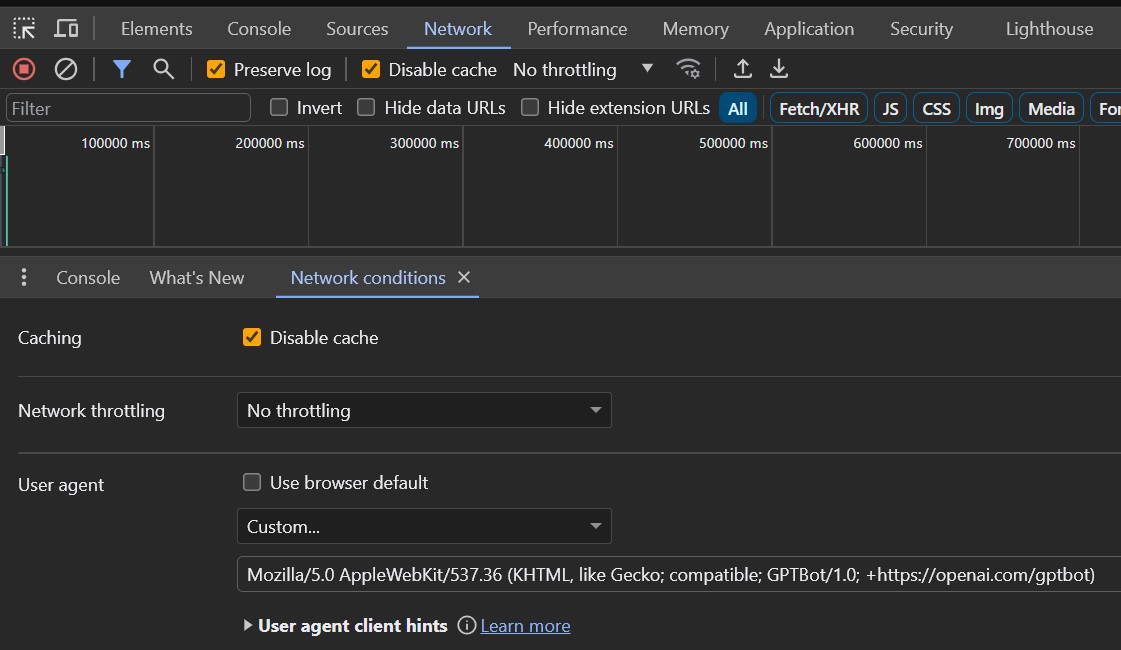 Elements Console Sources Network Performance Memory Application Security Lighthouse
Preserve log Disable cache No throttling
Filter Invert Hide data URLs Hide extension URLs All Fetch/XHR JS CSS Img Media
100000 ms 200000 ms 300000 ms 400000 ms 500000 ms 600000 ms 700000 ms
Console What's New Network conditions
Caching Disable cache
Network throttling No throttling
User agent Use browser default
Custom...
Mozilla/5.0 AppleWebKit/537.36 (KHTML, like Gecko; compatible; GPTBot/1.0; +https://openai.com/gptbot)
User agent client hints Learn more